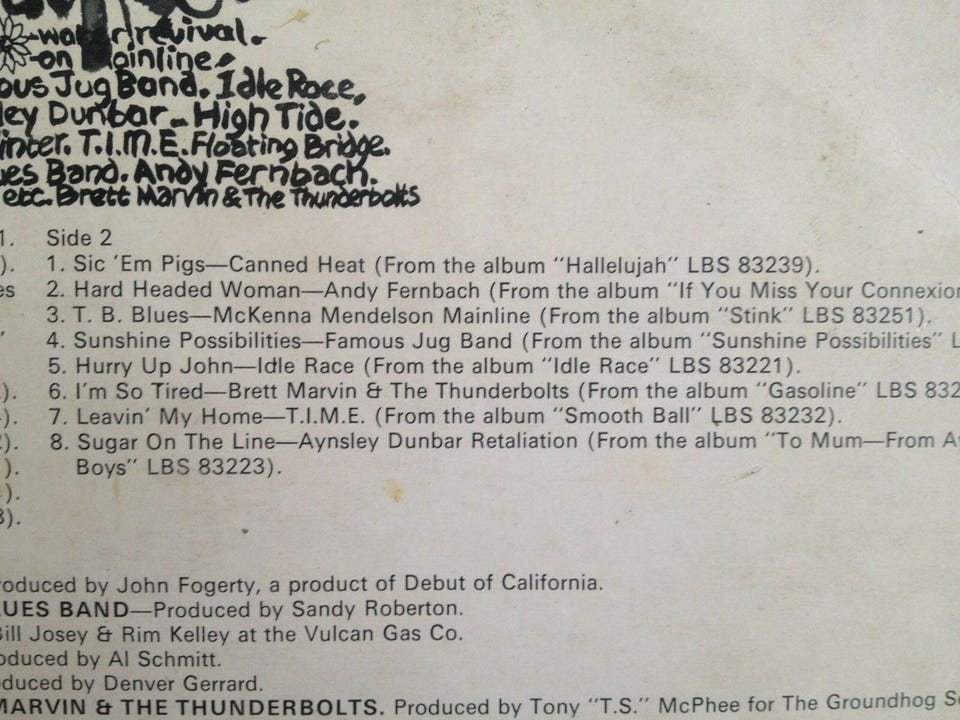 -water revival.
-on Mainline.
ous Jug Band. Idle Race,
ley Dunbar - High Tide.
inter. T.I.M.E. Floating Bridge.
ues Band. Andy Fernbach.
etc. Brett Marvin & The Thunderbolts
1. Side 2
). 1. Sic 'Em Pigs—Canned Heat (From the album "Hallelujah" LBS 83239).
es 2. Hard Headed Woman—Andy Fernbach (From the album "If You Miss Your Connexion
3. T. B. Blues—McKenna Mendelson Mainline (From the album "Stink" LBS 83251).
4. Sunshine Possibilities—Famous Jug Band (From the album "Sunshine Possibilities" L
5. Hurry Up John—Idle Race (From the album "Idle Race" LBS 83221).
). 6. I'm So Tired—Brett Marvin & The Thunderbolts (From the album "Gasoline" LBS 832
). 7. Leavin' My Home—T.I.M.E. (From the album "Smooth Ball" LBS 83232).
2). 8. Sugar On The Line—Aynsley Dunbar Retaliation (From the album "To Mum—From A
). Boys" LBS 83223).
).
3).
roduced by John Fogerty, a product of Debut of California.
UES BAND—Produced by Sandy Roberton.
Bill Josey & Rim Kelley at the Vulcan Gas Co.
oduced by Al Schmitt.
duced by Denver Gerrard.
MARVIN & THE THUNDERBOLTS. Produced by Tony "T.S." McPhee for The Groundhog S